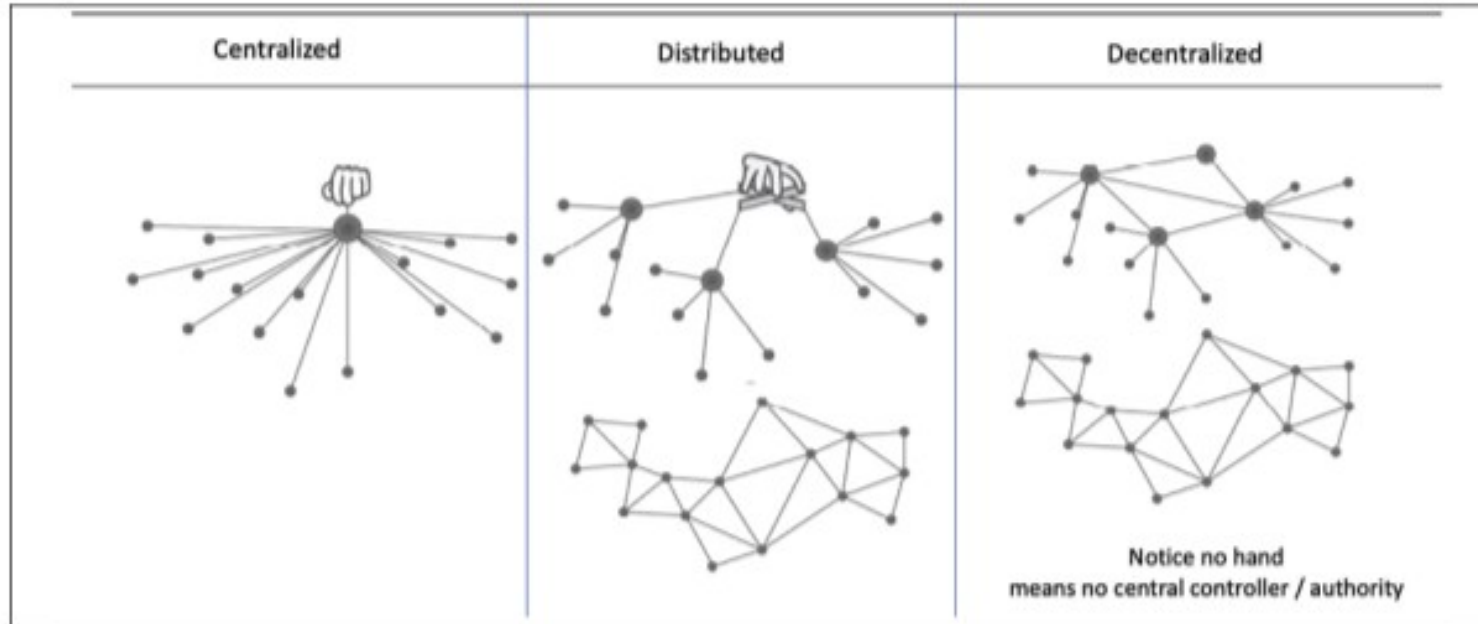 Centralized
Distributed
Decentralized
Notice no hand
means no central controller / authority